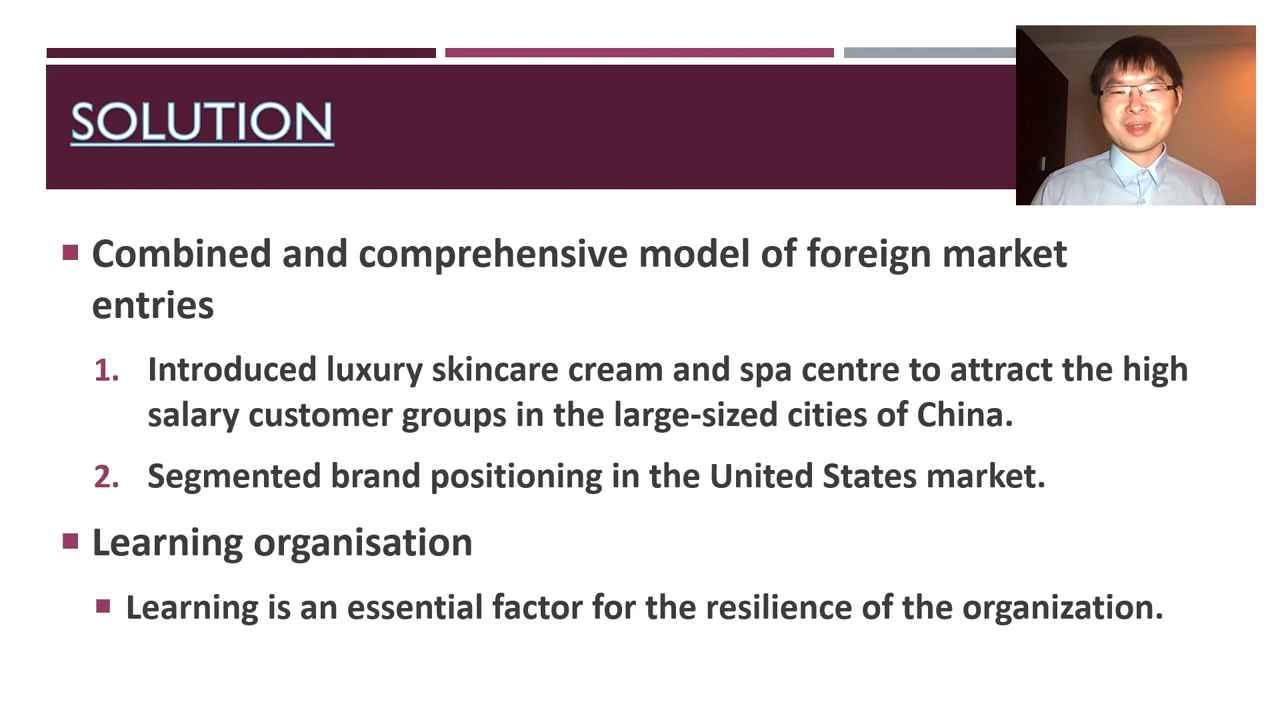 SOLUTION
Combined and comprehensive model of foreign market
entries
1. Introduced luxury skincare cream and spa centre to attract the high
salary customer groups in the large-sized cities of China.
2. Segmented brand positioning in the United States market.
Learning organisation
Learning is an essential factor for the resilience of the organization.